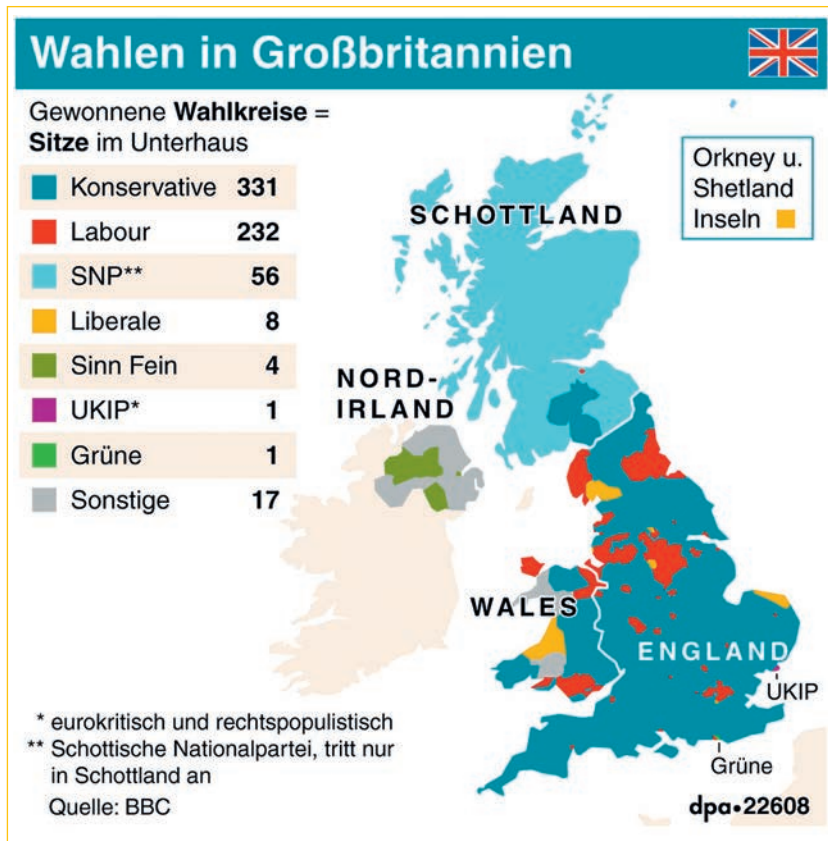 Wahlen in Großbritannien
Gewonnene Wahlkreise =
Sitze im Unterhaus
Konservative 331
Labour 232
SNP** 56
Liberale 8
Sinn Fein 4
UKIP* 1
Grüne 1
Sonstige 17
Orkney u.
Shetland
Inseln
SCHOTTLAND
NORD-
IRLAND
WALES
ENGLAND
UKIP
Grüne
* eurokritisch und rechtspopulistisch
** Schottische Nationalpartei, tritt nur
in Schottland an
Quelle: BBC
dpa•22608